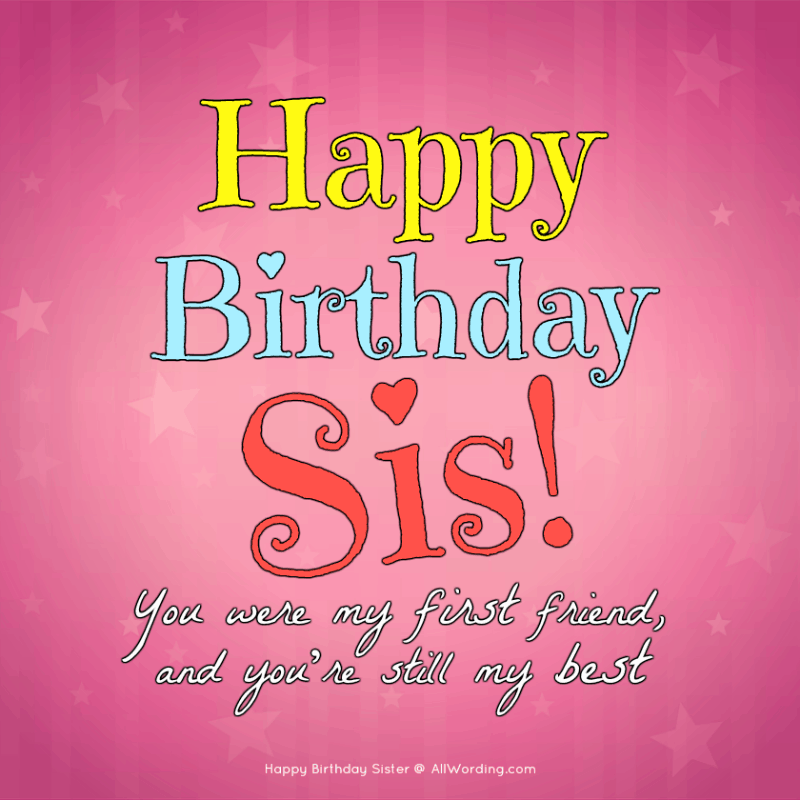 Happy
Birthday
Sis!
You were my first friend,
and you're still my best
Happy Birthday Sister @ AllWording.com